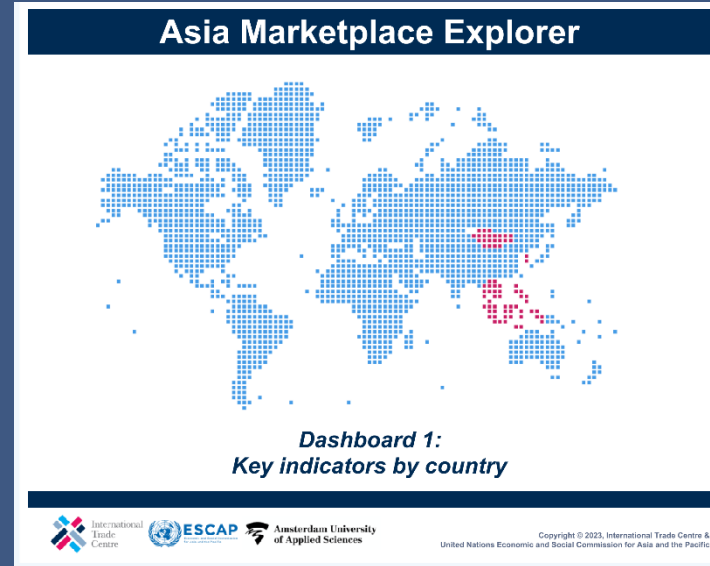 Asia Marketplace Explorer
Dashboard 1:
Key indicators by country
International
Trade
Centre
ESCAP
Amsterdam University
of Applied Sciences
Copyright © 2023, International Trade Centre &
United Nations Economic and Social Commission for Asia and the Pacific